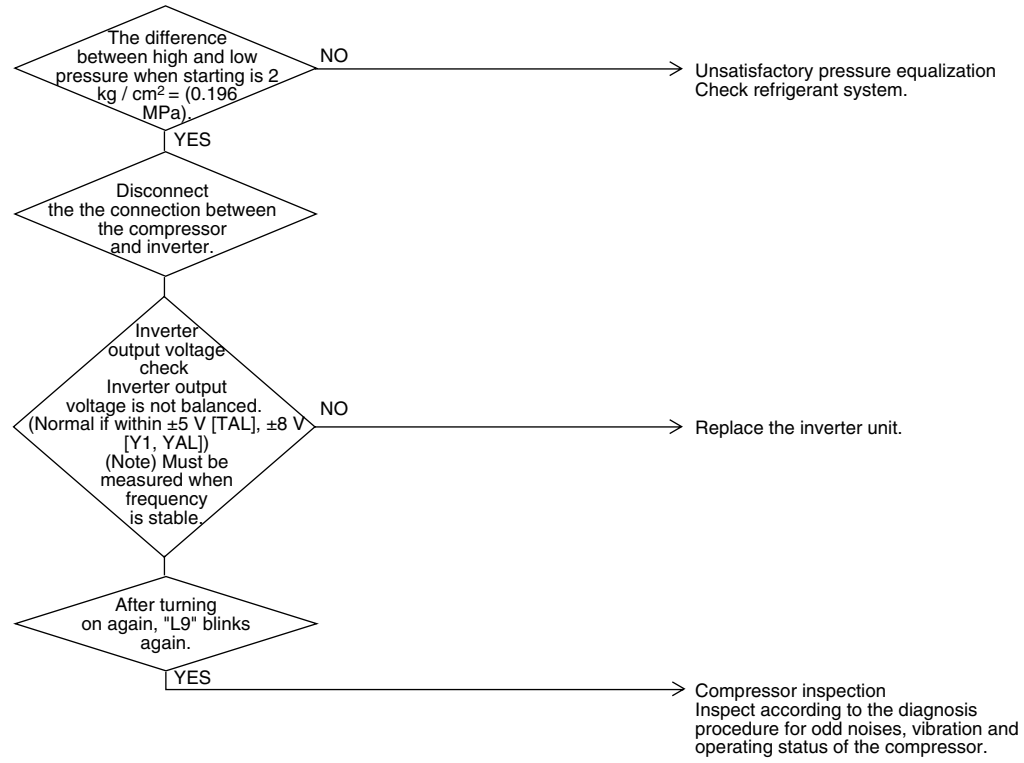 The difference
between high and low
pressure when starting is 2
kg / cm² = (0.196
MPa).
NO
Unsatisfactory pressure equalization
Check refrigerant system.
YES
Disconnect
the the connection between
the compressor
and inverter.
Inverter
output voltage
check
Inverter output
voltage is not balanced.
(Normal if within ±5 V [TAL], ±8 V
[Y1, YAL])
(Note) Must be
measured when
frequency
is stable.
NO
Replace the inverter unit.
After turning
on again, "L9" blinks
again.
YES
Compressor inspection
Inspect according to the diagnosis
procedure for odd noises, vibration and
operating status of the compressor.